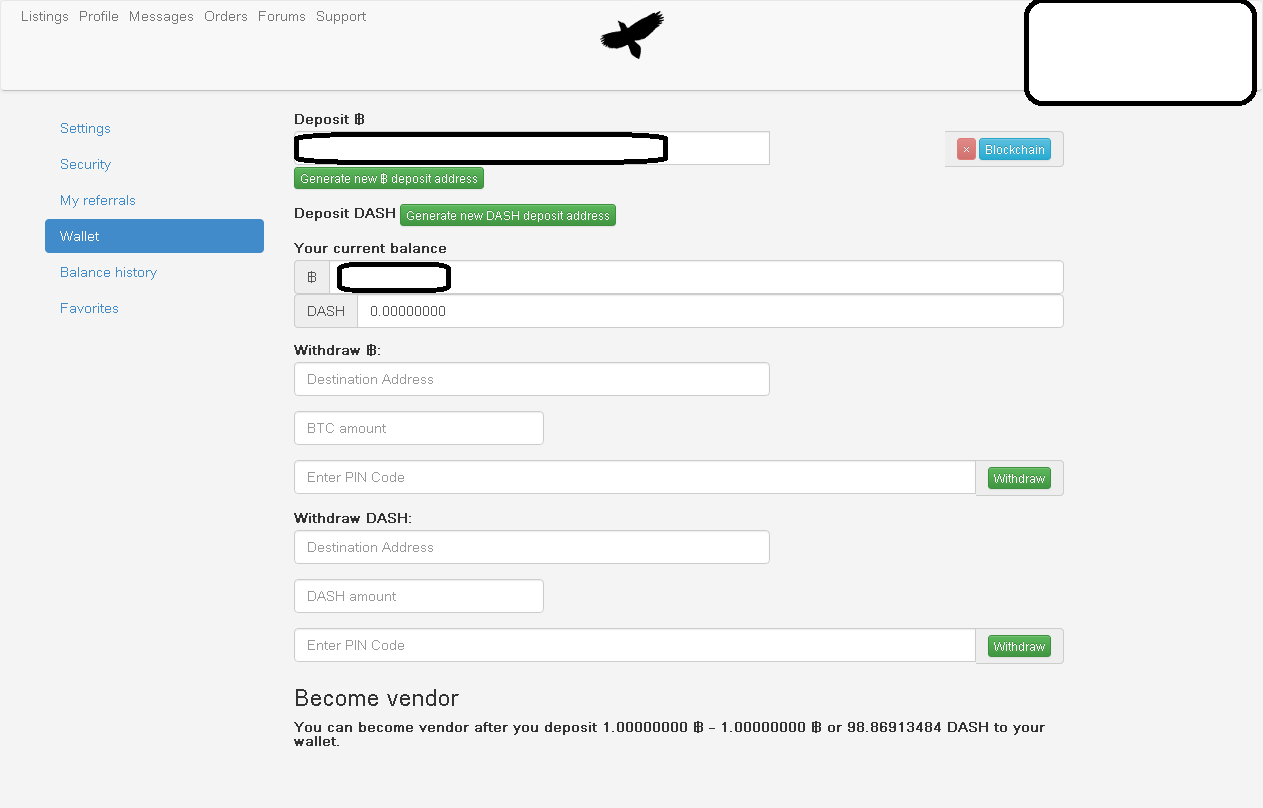 Listings Profile Messages Orders Forums Support
Settings
Security
My referrals
Wallet
Balance history
Favorites
Deposit ฿
× Blockchain
Generate new ฿ deposit address
Deposit DASH Generate new DASH deposit address
Your current balance
฿
DASH 0.00000000
Withdraw ฿:
Destination Address
BTC amount
Enter PIN Code Withdraw
Withdraw DASH:
Destination Address
DASH amount
Enter PIN Code Withdraw
Become vendor
You can become vendor after you deposit 1.00000000 ฿ - 1.00000000 ฿ or 98.86913484 DASH to your
wallet.